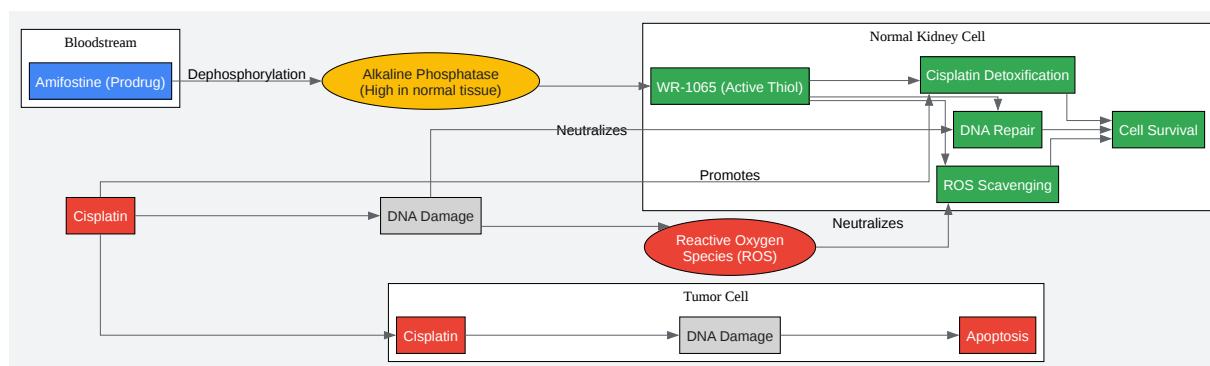 Bloodstream
Amifostine (Prodrug)
Dephosphorylation
Alkaline Phosphatase
(High in normal tissue)
Normal Kidney Cell
WR-1065 (Active Thiol)
Cisplatin Detoxification
Neutralizes
DNA Repair
Cell Survival
Promotes
ROS Scavenging
Cisplatin
DNA Damage
Reactive Oxygen
Species (ROS)
Neutralizes
Tumor Cell
Cisplatin
DNA Damage
Apoptosis